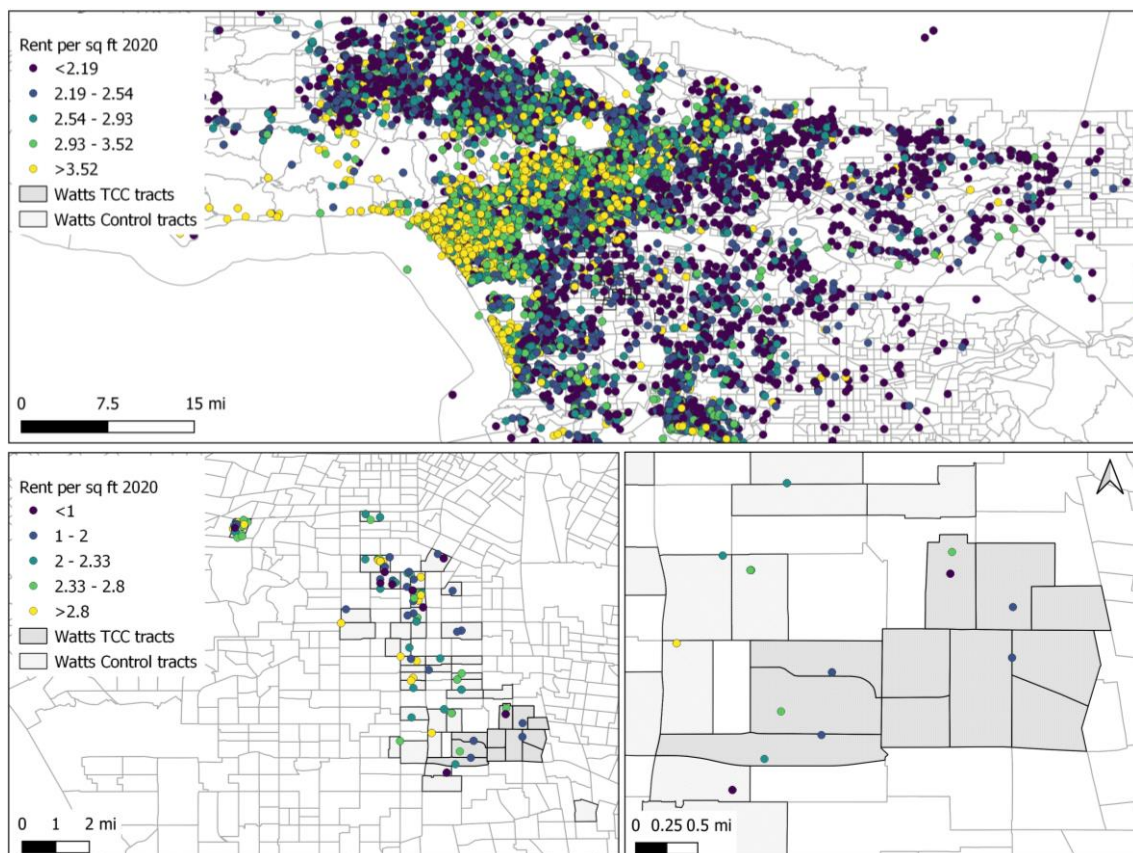 Rent per sq ft 2020
<2.19
2.19 - 2.54
2.54 - 2.93
2.93 - 3.52
>3.52
Watts TCC tracts
Watts Control tracts
0 7.5 15 mi
Rent per sq ft 2020
<1
1 - 2
2 - 2.33
2.33 - 2.8
>2.8
Watts TCC tracts
Watts Control tracts
0 1 2 mi
0 0.25 0.5 mi